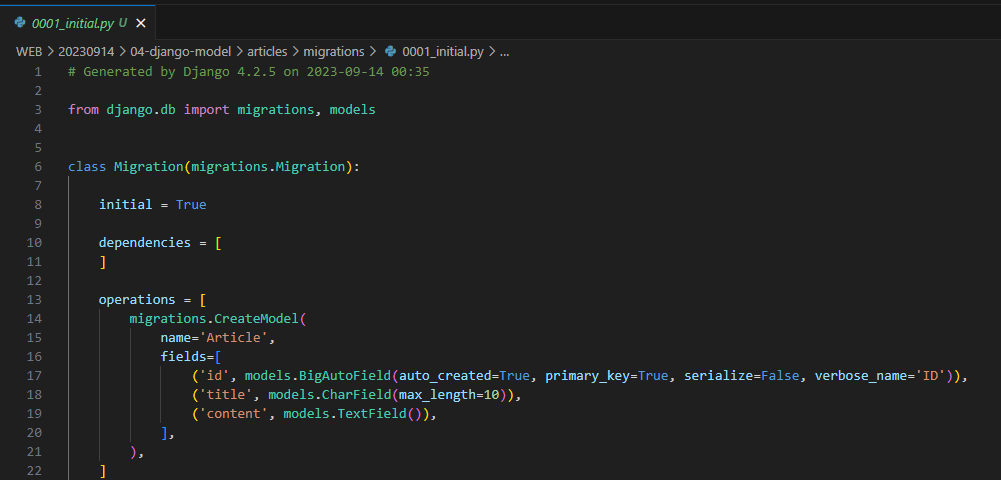 0001_initial.py U ×
WEB > 20230914 > 04-django-model > articles > migrations > 0001_initial.py > ...
1 # Generated by Django 4.2.5 on 2023-09-14 00:35
2
3 from django.db import migrations, models
4
5
6 class Migration(migrations.Migration):
7
8     initial = True
9
10     dependencies = [
11     ]
12
13     operations = [
14         migrations.CreateModel(
15             name='Article',
16             fields=[
17                 ('id', models.BigAutoField(auto_created=True, primary_key=True, serialize=False, verbose_name='ID')),
18                 ('title', models.CharField(max_length=10)),
19                 ('content', models.TextField()),
20             ],
21         ),
22     ]